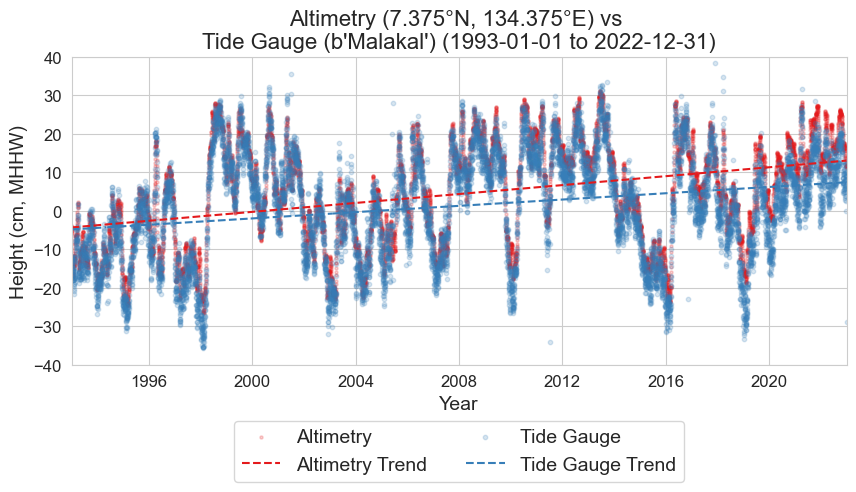 Altimetry (7.375°N, 134.375°E) vs
Tide Gauge (b'Malakal') (1993-01-01 to 2022-12-31)
Height (cm, MHHW)
40
30
20
10
0
−10
−20
−30
−40
1996 2000 2004 2008 2012 2016 2020
Year
Altimetry Tide Gauge
Altimetry Trend Tide Gauge Trend